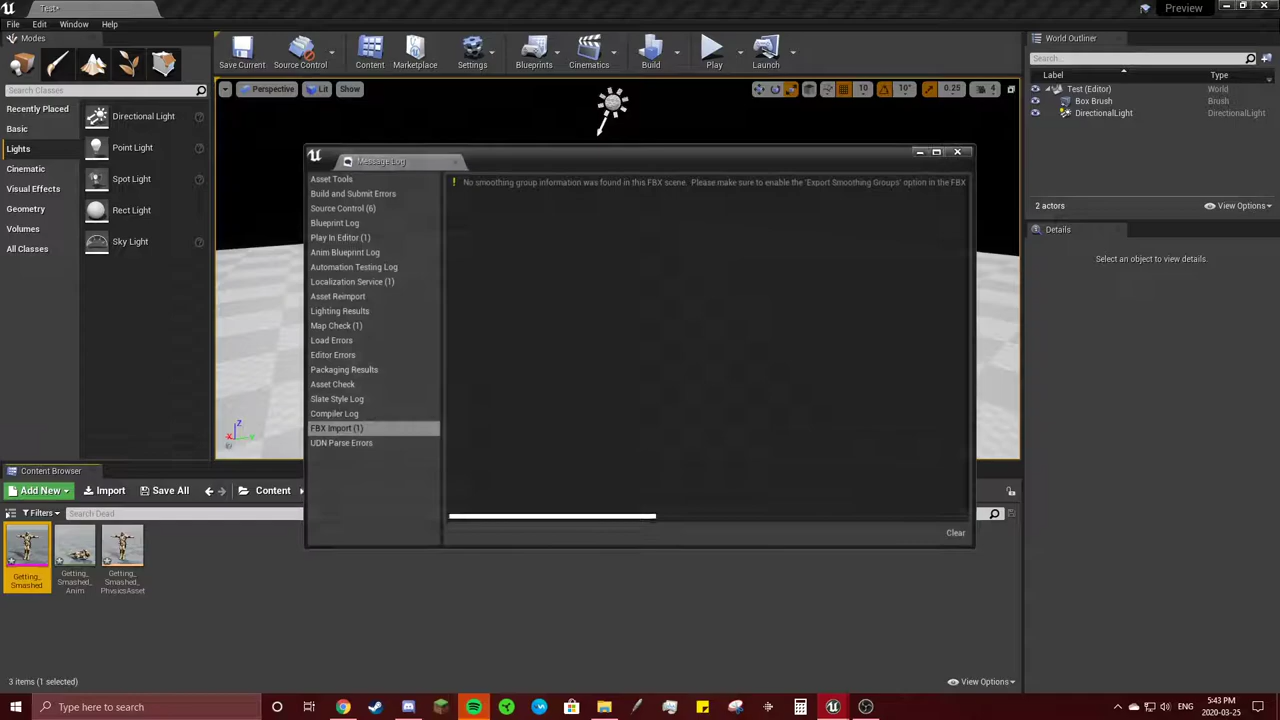 Test*
Preview
File Edit Window Help
Modes
Search Classes
Recently Placed
Basic
Lights
Cinematic
Visual Effects
Geometry
Volumes
All Classes
Directional Light
Point Light
Spot Light
Rect Light
Sky Light
Save Current
Source Control
Content
Marketplace
Settings
Blueprints
Cinematics
Build
Play
Launch
Perspective
Lit
Show
10
10°
0.25
4
World Outliner
Search...
Label
Type
Test (Editor) World
Box Brush Brush
DirectionalLight DirectionalLight
2 actors
View Options
Details
Select an object to view details.
Message Log
Asset Tools
Build and Submit Errors
Source Control (6)
Blueprint Log
Play In Editor (1)
Anim Blueprint Log
Automation Testing Log
Localization Service (1)
Asset Reimport
Lighting Results
Map Check (1)
Load Errors
Editor Errors
Packaging Results
Asset Check
Slate Style Log
Compiler Log
FBX Import (1)
UDN Parse Errors
No smoothing group information was found in this FBX scene. Please make sure to enable the 'Export Smoothing Groups' option in the FBX
Clear
Z
X
Y
Content Browser
Add New
Import
Save All
Content
Filters
Search Dead
Getting_
Smashed
Getting_
Smashed_
Anim
Getting_
Smashed_
PhysicsAsset
3 items (1 selected)
View Options
Type here to search
ENG
5:43 PM
2020-03-25